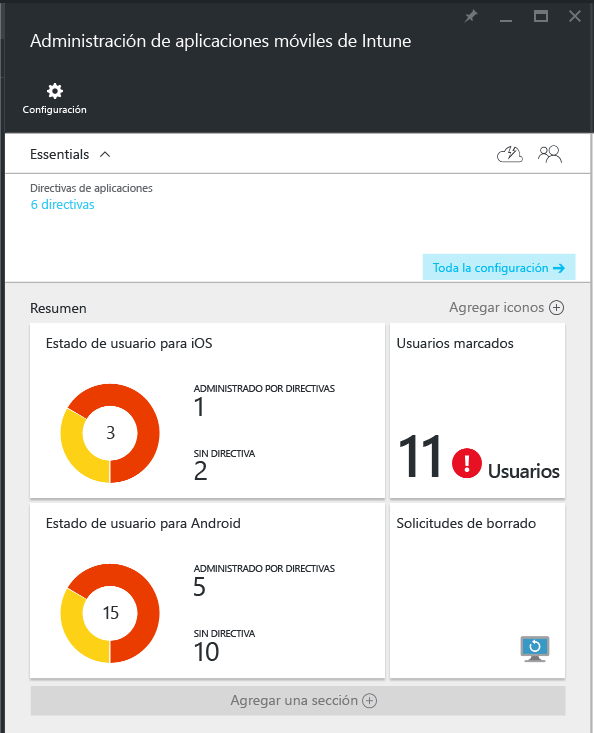 Administración de aplicaciones móviles de Intune
Configuración
Essentials
Directivas de aplicaciones
6 directivas
Toda la configuración
Resumen
Agregar iconos
Estado de usuario para iOS
3
ADMINISTRADO POR DIRECTIVAS
1
SIN DIRECTIVA
2
Usuarios marcados
11 Usuarios
Estado de usuario para Android
15
ADMINISTRADO POR DIRECTIVAS
5
SIN DIRECTIVA
10
Solicitudes de borrado
Agregar una sección